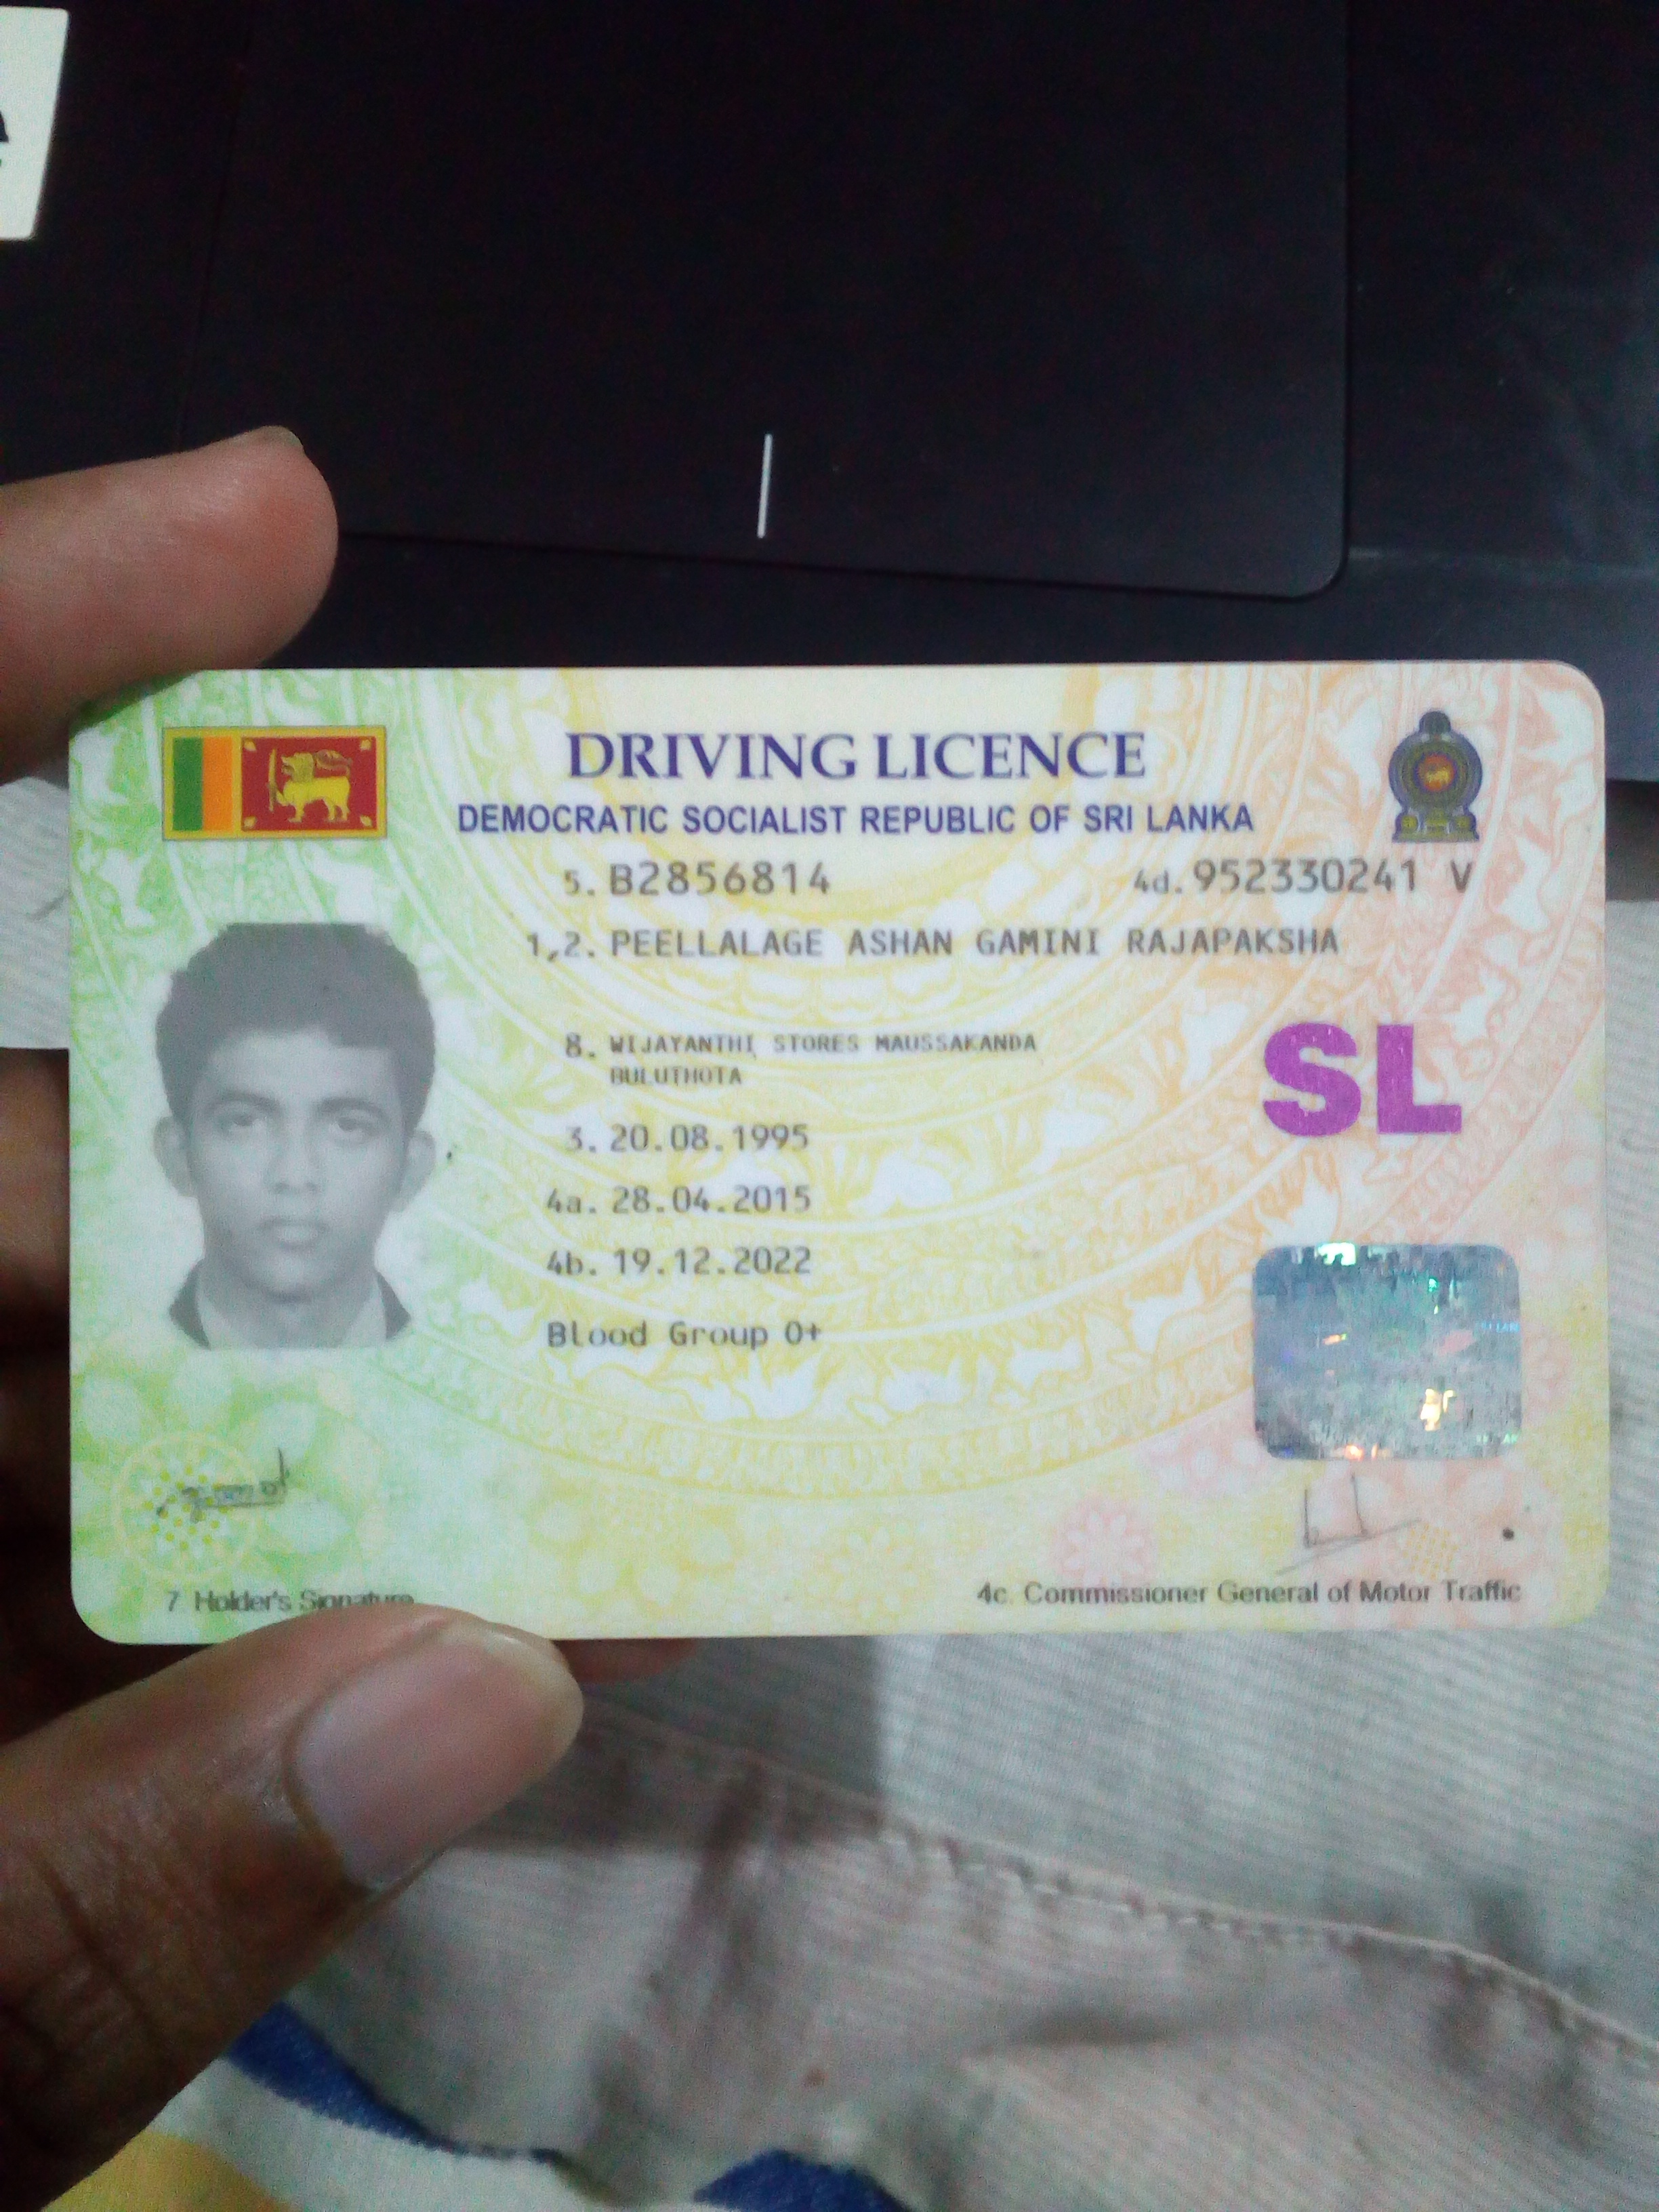 DRIVING LICENCE
DEMOCRATIC SOCIALIST REPUBLIC OF SRI LANKA
5. B2856814 4d. 952330241 V
1,2. PEELLALAGE ASHAN GAMINI RAJAPAKSHA
8. WIJAYANTHI STORES MAUSSAKANDA
BULUTHOTA
SL
3. 20.08.1995
4a. 28.04.2015
4b. 19.12.2022
Blood Group O+
7 Holder's Signature
4c. Commissioner General of Motor Traffic